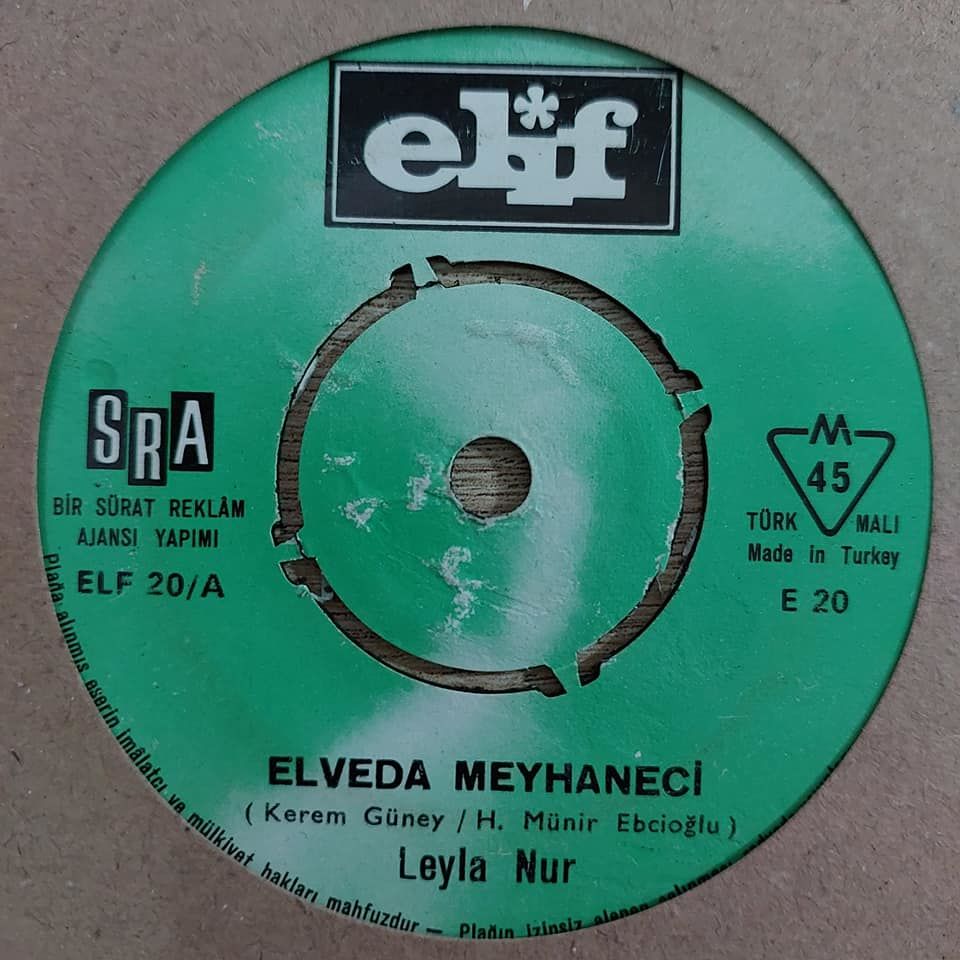 elif
SRA
BİR SÜRAT REKLÂM
AJANSI YAPIMI
ELF 20/A
M
45
TÜRK MALI
Made in Turkey
E 20
ELVEDA MEYHANECİ
( Kerem Güney / H. Münir Ebcioğlu )
Leyla Nur
Plağa alınmış eserin imâlatçı ve mülkiyet hakları mahfuzdur — Plağın izinsiz